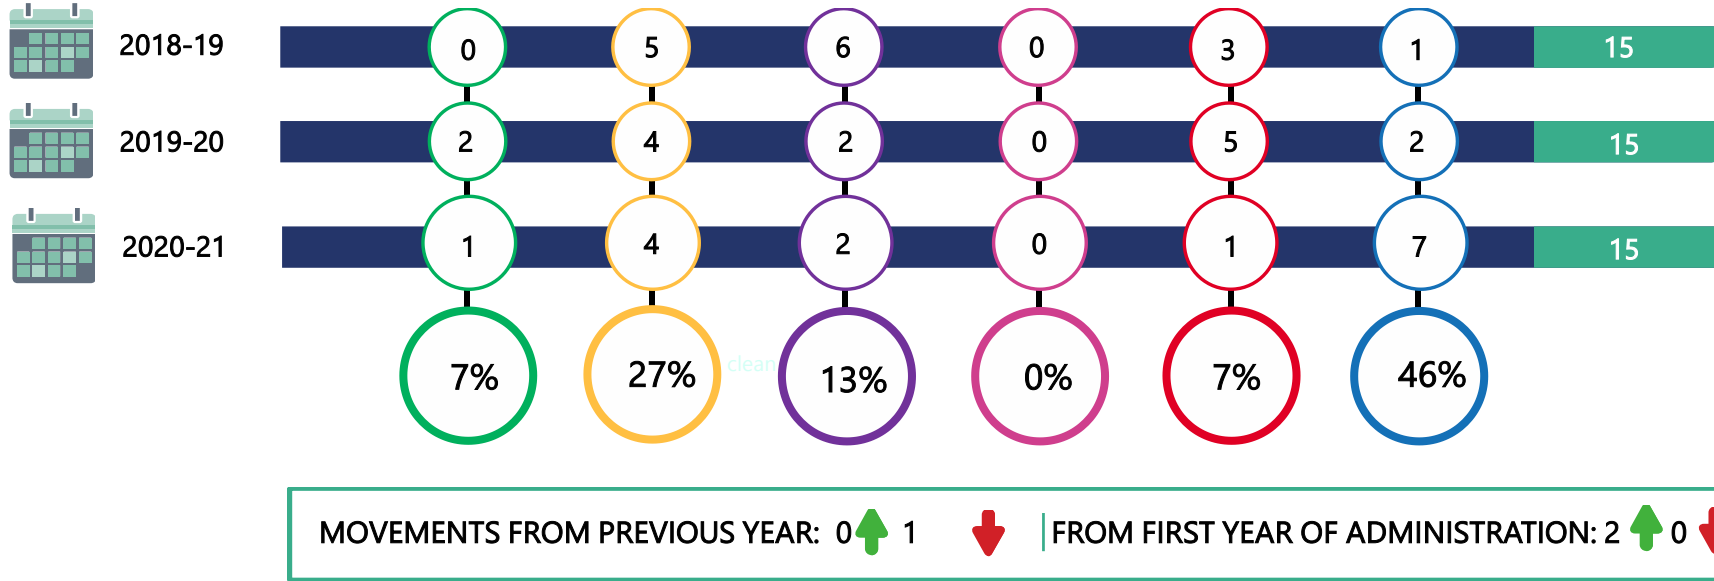 2018-19 0 5 6 0 3 1 15
2019-20 2 4 2 0 5 2 15
2020-21 1 4 2 0 1 7 15
7% 27% clean 13% 0% 7% 46%
MOVEMENTS FROM PREVIOUS YEAR: 0 1 FROM FIRST YEAR OF ADMINISTRATION: 2 0